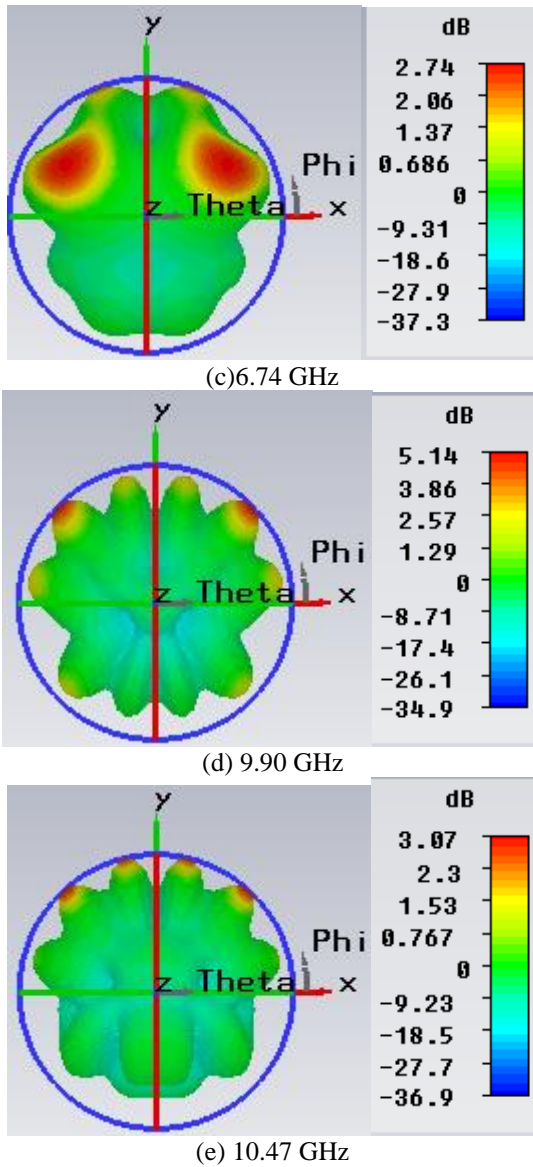 y
dB
2.74
2.06
1.37
0.686
0
-9.31
-18.6
-27.9
-37.3
Phi
z Theta x
(c)6.74 GHz
y
dB
5.14
3.86
2.57
1.29
0
-8.71
-17.4
-26.1
-34.9
Phi
z Theta x
(d) 9.90 GHz
y
dB
3.07
2.3
1.53
0.767
0
-9.23
-18.5
-27.7
-36.9
Phi
z Theta x
(e) 10.47 GHz